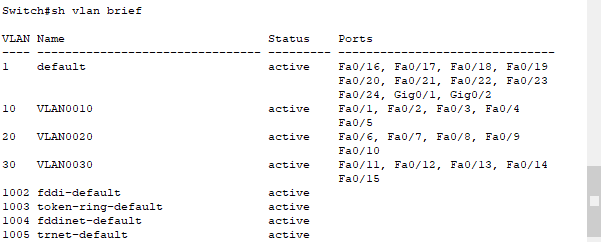 Switch#sh vlan brief
VLAN Name                             Status    Ports
---- -------------------------------- --------- -------------------------------
1    default                          active    Fa0/16, Fa0/17, Fa0/18, Fa0/19
                                                Fa0/20, Fa0/21, Fa0/22, Fa0/23
                                                Fa0/24, Gig0/1, Gig0/2
10   VLAN0010                         active    Fa0/1, Fa0/2, Fa0/3, Fa0/4
                                                Fa0/5
20   VLAN0020                         active    Fa0/6, Fa0/7, Fa0/8, Fa0/9
                                                Fa0/10
30   VLAN0030                         active    Fa0/11, Fa0/12, Fa0/13, Fa0/14
                                                Fa0/15
1002 fddi-default                     active
1003 token-ring-default               active
1004 fddinet-default                  active
1005 trnet-default                    active